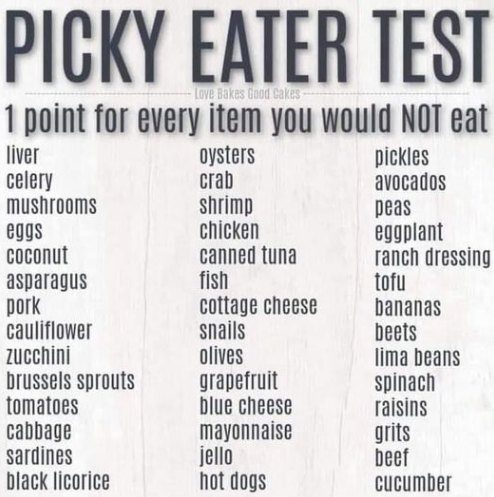 PICKY EATER TEST
Love Bakes Good Cakes
1 point for every item you would NOT eat
liver
celery
mushrooms
eggs
coconut
asparagus
pork
cauliflower
zucchini
brussels sprouts
tomatoes
cabbage
sardines
black licorice
oysters
crab
shrimp
chicken
canned tuna
fish
cottage cheese
snails
olives
grapefruit
blue cheese
mayonnaise
jello
hot dogs
pickles
avocados
peas
eggplant
ranch dressing
tofu
bananas
beets
lima beans
spinach
raisins
grits
beef
cucumber